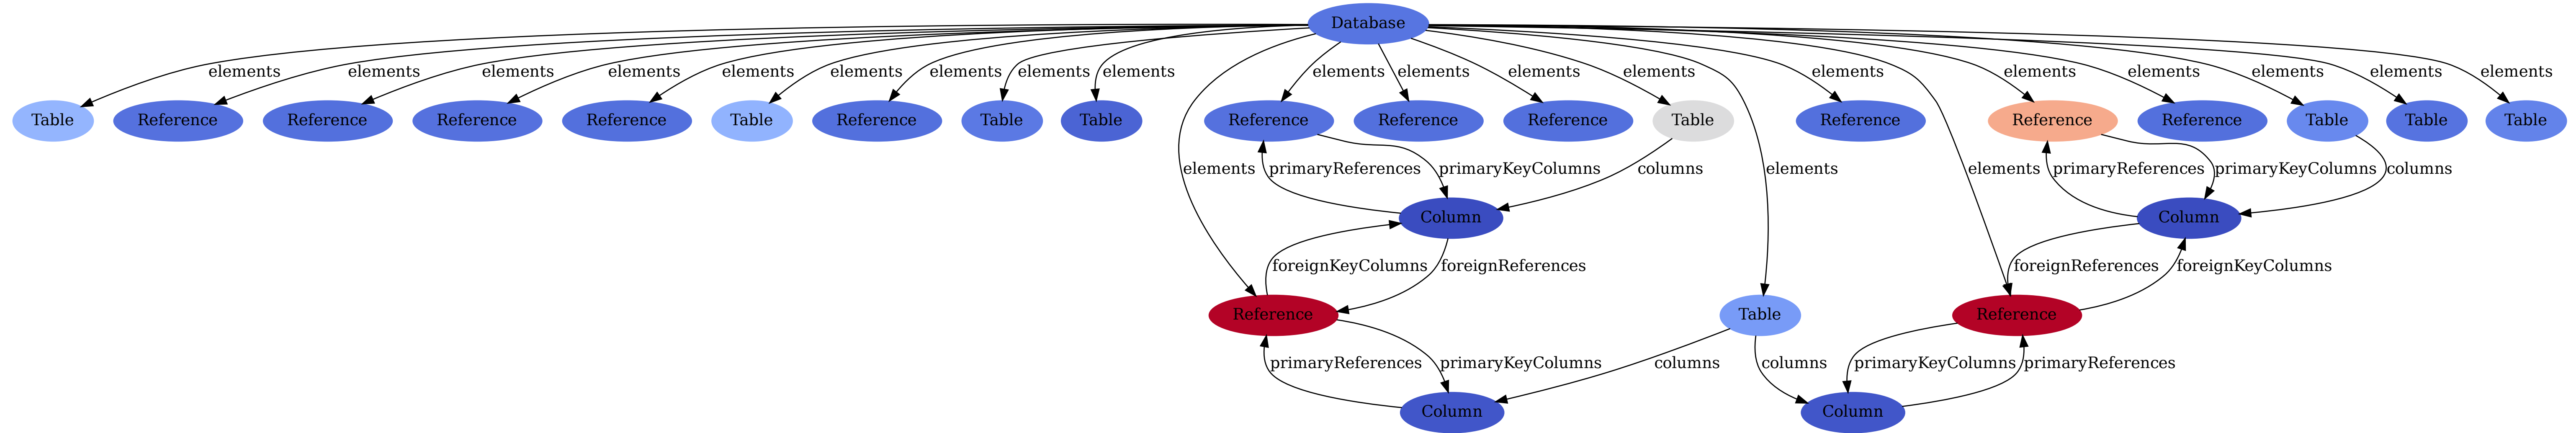 Database
elements elements elements elements elements elements elements elements elements elements elements elements elements elements elements elements elements elements elements
Table Reference Reference Reference Reference Table Reference Table Table Reference Reference Reference Table Reference Reference Reference Table Table Table
elements primaryReferences primaryKeyColumns columns elements elements primaryReferences primaryKeyColumns columns
Column Column
foreignKeyColumns foreignReferences foreignReferences foreignKeyColumns
Reference Table Reference
primaryReferences primaryKeyColumns columns columns primaryKeyColumns primaryReferences
Column Column